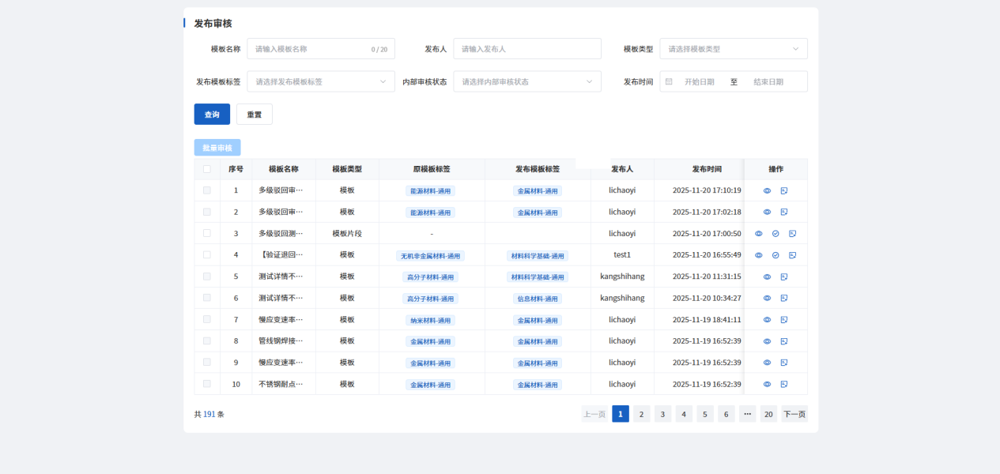 发布审核
模板名称 请输入模板名称 0 / 20 发布人 请输入发布人 模板类型 请选择模板类型
发布模板标签 请选择发布模板标签 内部审核状态 请选择内部审核状态 发布时间 开始日期 至 结束日期
查询 重置
批量审核
序号 模板名称 模板类型 原模板标签 发布模板标签 发布人 发布时间 操作
1 多级驳回审… 模板 能源材料-通用 金属材料-通用 lichaoyi 2025-11-20 17:10:19
2 多级驳回审… 模板 能源材料-通用 金属材料-通用 lichaoyi 2025-11-20 17:02:18
3 多级驳回测… 模板片段 - lichaoyi 2025-11-20 17:00:50
4 【验证退回… 模板 无机非金属材料-通用 材料科学基础-通用 test1 2025-11-20 16:55:49
5 测试详情不… 模板 高分子材料-通用 材料科学基础-通用 kangshihang 2025-11-20 11:31:15
6 测试详情不… 模板 高分子材料-通用 信息材料-通用 kangshihang 2025-11-20 10:34:27
7 慢应变速率… 模板 纳米材料-通用 金属材料-通用 lichaoyi 2025-11-19 18:41:11
8 管线钢焊接… 模板 金属材料-通用 金属材料-通用 lichaoyi 2025-11-19 16:52:39
9 慢应变速率… 模板 金属材料-通用 金属材料-通用 lichaoyi 2025-11-19 16:52:39
10 不锈钢耐点… 模板 金属材料-通用 金属材料-通用 lichaoyi 2025-11-19 16:52:39
共 191 条 上一页 1 2 3 4 5 6 ··· 20 下一页